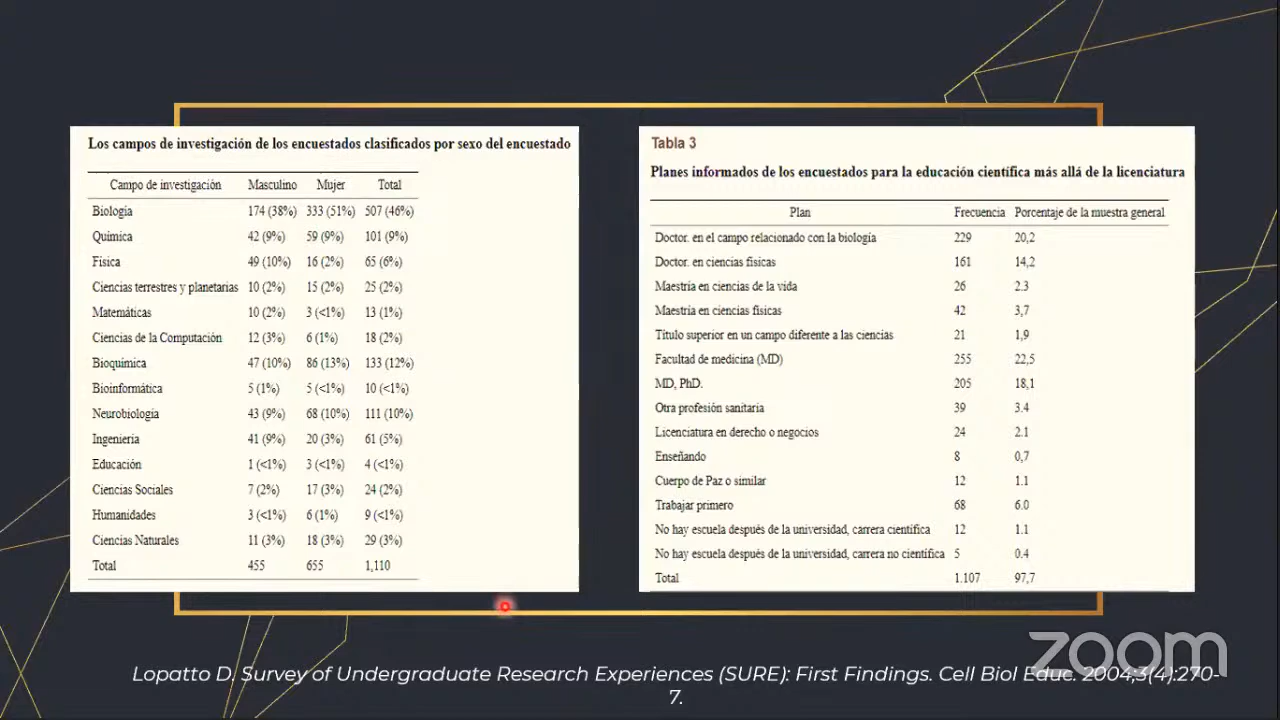 Los campos de investigación de los encuestados clasificados por sexo del encuestado
Campo de investigación Masculino Mujer Total
Biología 174 (38%) 333 (51%) 507 (46%)
Química 42 (9%) 59 (9%) 101 (9%)
Física 49 (10%) 16 (2%) 65 (6%)
Ciencias terrestres y planetarias 10 (2%) 15 (2%) 25 (2%)
Matemáticas 10 (2%) 3 (<1%) 13 (1%)
Ciencias de la Computación 12 (3%) 6 (1%) 18 (2%)
Bioquímica 47 (10%) 86 (13%) 133 (12%)
Bioinformática 5 (1%) 5 (<1%) 10 (<1%)
Neurobiología 43 (9%) 68 (10%) 111 (10%)
Ingeniería 41 (9%) 20 (3%) 61 (5%)
Educación 1 (<1%) 3 (<1%) 4 (<1%)
Ciencias Sociales 7 (2%) 17 (3%) 24 (2%)
Humanidades 3 (<1%) 6 (1%) 9 (<1%)
Ciencias Naturales 11 (3%) 18 (3%) 29 (3%)
Total 455 655 1,110
Tabla 3
Planes informados de los encuestados para la educación científica más allá de la licenciatura
Plan Frecuencia Porcentaje de la muestra general
Doctor. en el campo relacionado con la biología 229 20,2
Doctor. en ciencias físicas 161 14,2
Maestría en ciencias de la vida 26 2.3
Maestría en ciencias físicas 42 3,7
Título superior en un campo diferente a las ciencias 21 1,9
Facultad de medicina (MD) 255 22,5
MD, PhD. 205 18,1
Otra profesión sanitaria 39 3.4
Licenciatura en derecho o negocios 24 2.1
Enseñando 8 0,7
Cuerpo de Paz o similar 12 1.1
Trabajar primero 68 6.0
No hay escuela después de la universidad, carrera científica 12 1.1
No hay escuela después de la universidad, carrera no científica 5 0.4
Total 1.107 97,7
zoom
Lopatto D. Survey of Undergraduate Research Experiences (SURE): First Findings. Cell Biol Educ. 2004;3(4):270-
7.